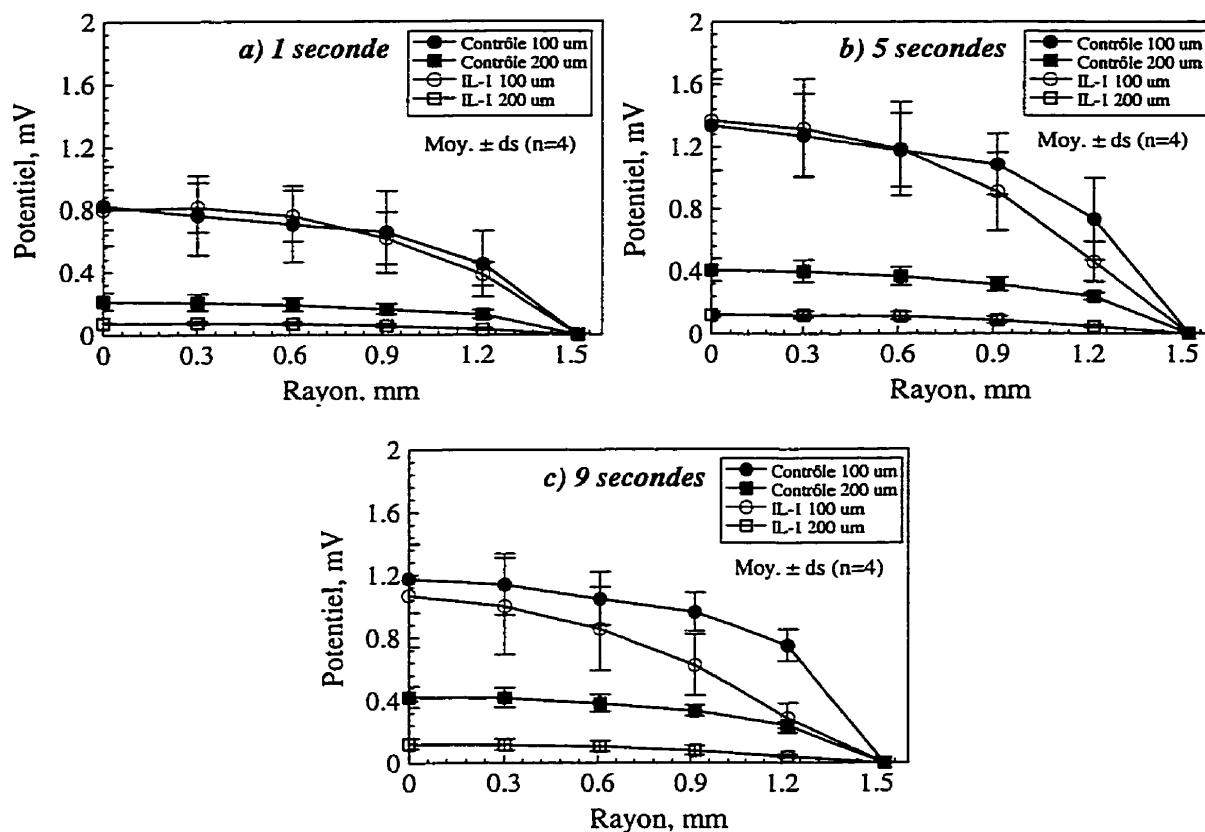 a) 1 seconde
Contrôle 100 um
Contrôle 200 um
IL-1 100 um
IL-1 200 um
Moy. ± ds (n=4)
Potentiel, mV
2
1.6
1.2
0.8
0.4
0
0 0.3 0.6 0.9 1.2 1.5
Rayon, mm
b) 5 secondes
Contrôle 100 um
Contrôle 200 um
IL-1 100 um
IL-1 200 um
Moy. ± ds (n=4)
Potentiel, mV
2
1.6
1.2
0.8
0.4
0
0 0.3 0.6 0.9 1.2 1.5
Rayon, mm
c) 9 secondes
Contrôle 100 um
Contrôle 200 um
IL-1 100 um
IL-1 200 um
Moy. ± ds (n=4)
Potentiel, mV
2
1.6
1.2
0.8
0.4
0
0 0.3 0.6 0.9 1.2 1.5
Rayon, mm